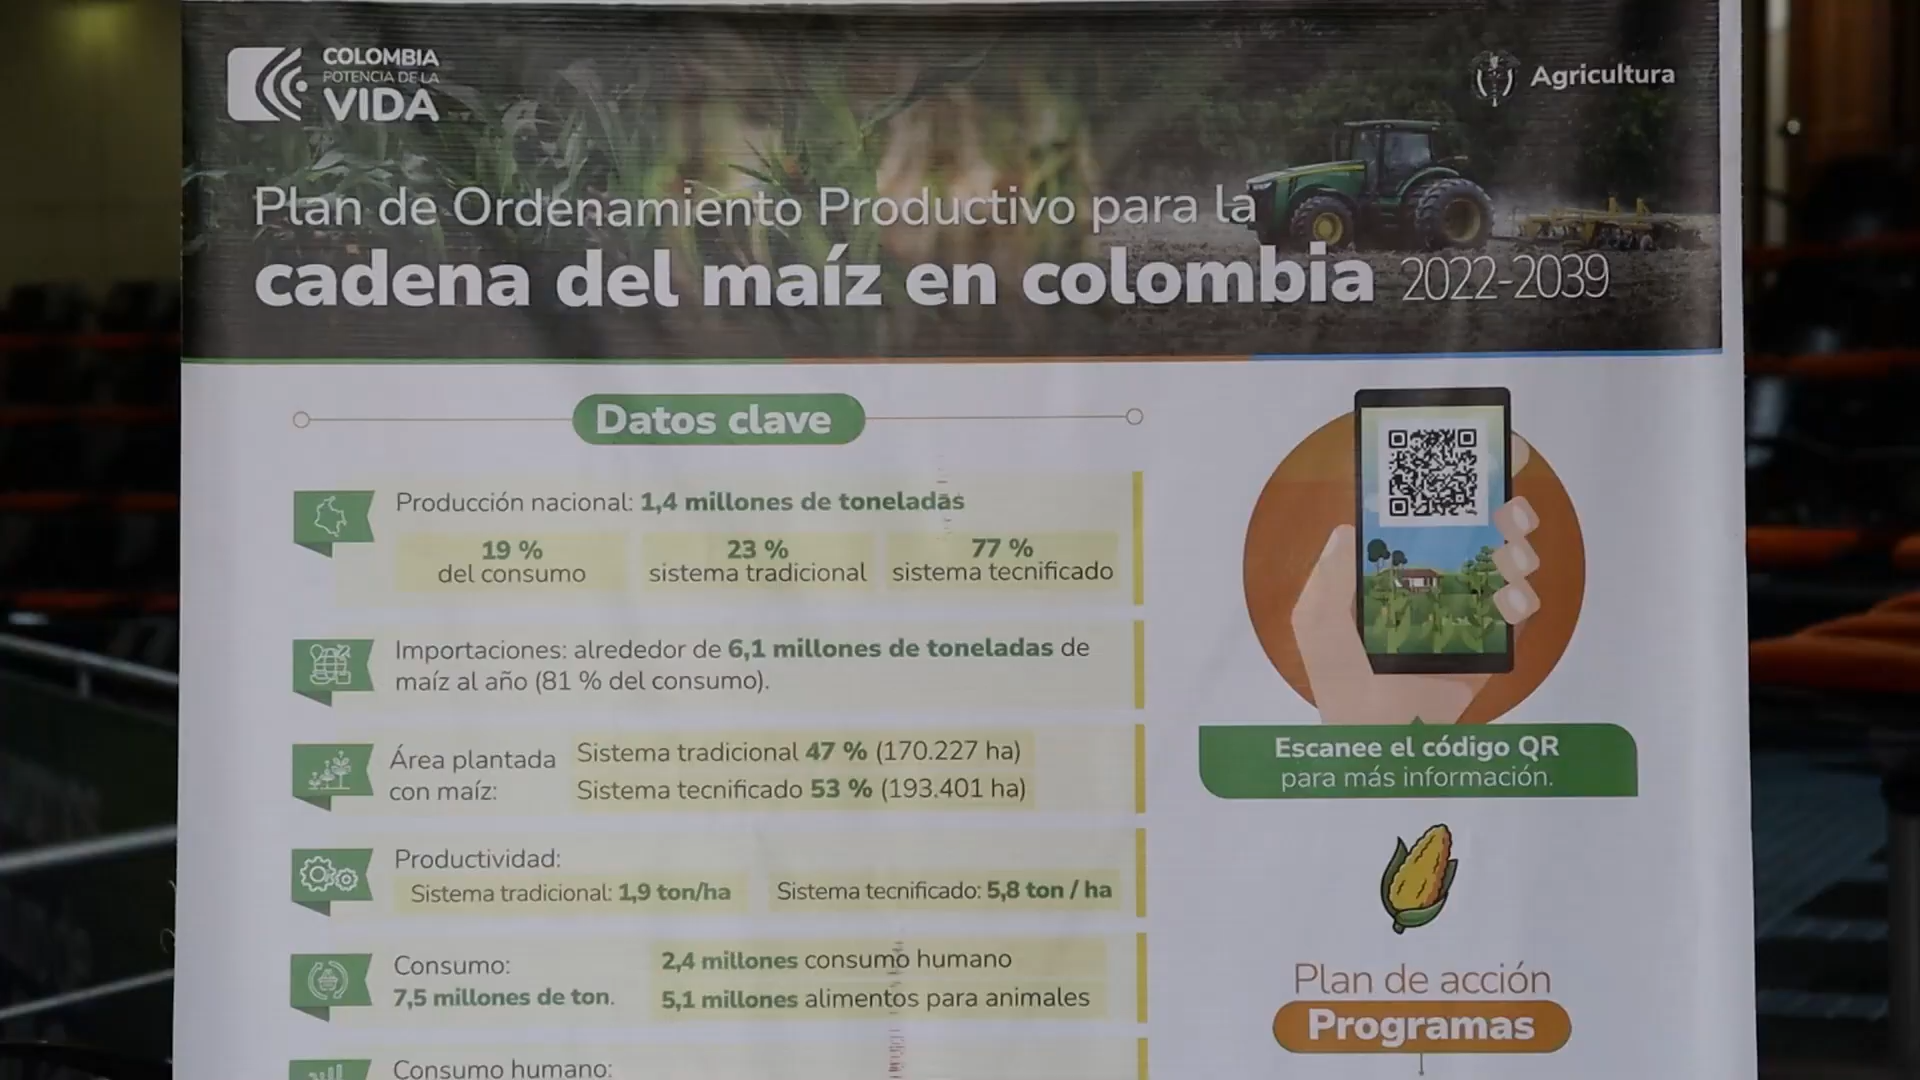 COLOMBIA
POTENCIA DE LA
VIDA
Agricultura
Plan de Ordenamiento Productivo para la
cadena del maíz en colombia 2022-2039
Datos clave
Producción nacional: 1,4 millones de toneladas
19 %
del consumo
23 %
sistema tradicional
77 %
sistema tecnificado
Importaciones: alrededor de 6,1 millones de toneladas de
maíz al año (81 % del consumo).
Área plantada
con maíz:
Sistema tradicional 47 % (170.227 ha)
Sistema tecnificado 53 % (193.401 ha)
Productividad:
Sistema tradicional: 1,9 ton/ha
Sistema tecnificado: 5,8 ton / ha
Consumo:
7,5 millones de ton.
2,4 millones consumo humano
5,1 millones alimentos para animales
Consumo humano:
Escanee el código QR
para más información.
Plan de acción
Programas